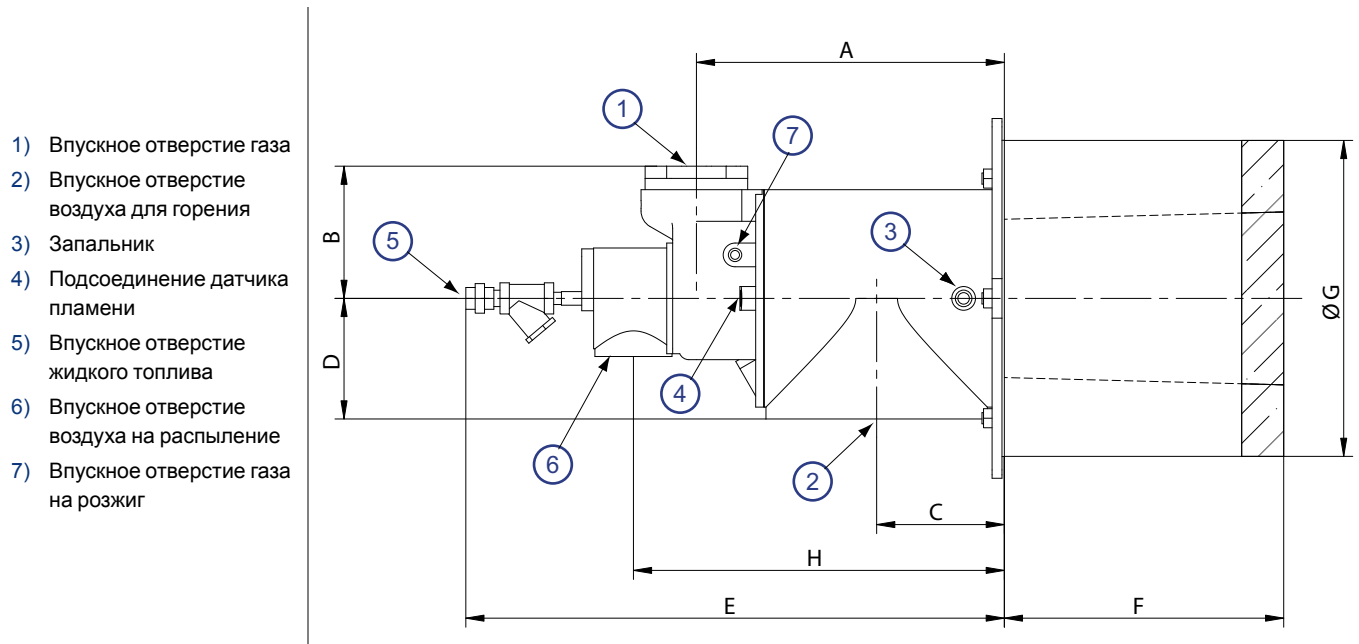 1) Впускное отверстие газа
2) Впускное отверстие
воздуха для горения
3) Запальник
4) Подсоединение датчика
пламени
5) Впускное отверстие
жидкого топлива
6) Впускное отверстие
воздуха на распыление
7) Впускное отверстие газа
на розжиг
A
1
7
B
5
3
Ø G
D
4
6
2
C
H
E
F